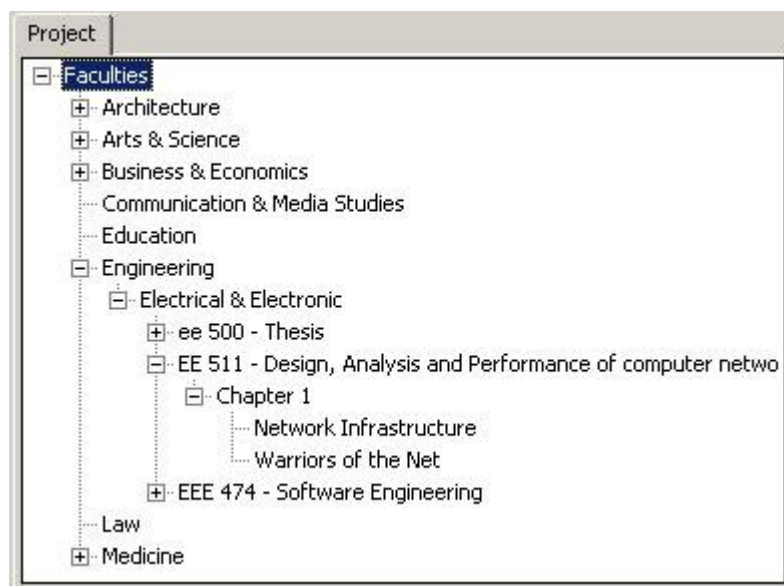 Project
Faculties
Architecture
Arts & Science
Business & Economics
Communication & Media Studies
Education
Engineering
Electrical & Electronic
ee 500 - Thesis
EE 511 - Design, Analysis and Performance of computer netwo
Chapter 1
Network Infrastructure
Warriors of the Net
EEE 474 - Software Engineering
Law
Medicine